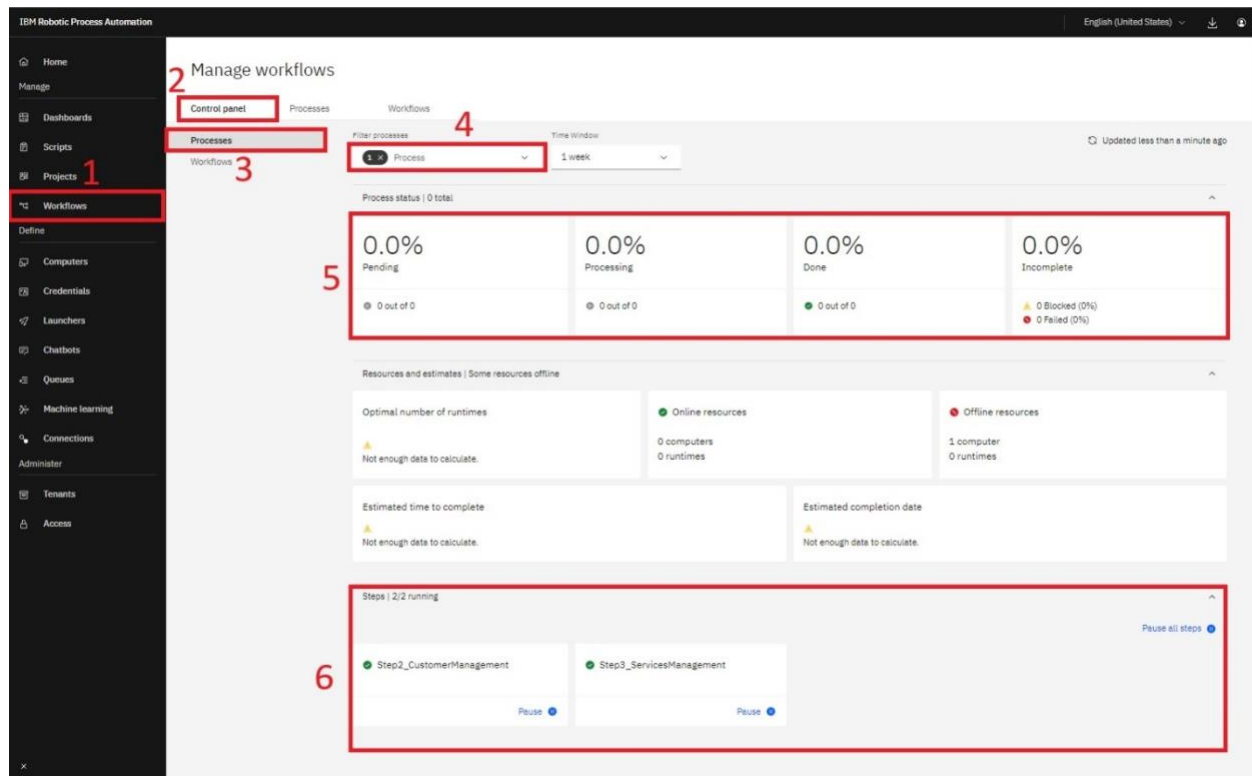 IBM Robotic Process Automation
English (United States)
Home
Manage
Dashboards
Scripts
Projects
1
Workflows
Define
Computers
Credentials
Launchers
Chatbots
Queues
Machine learning
Connections
Administer
Tenants
Access
Manage workflows
2
Control panel Processes Workflows
Processes
Workflows
3
4
Filter processes Time Window
1 × Process 1 week
Updated less than a minute ago
Process status | 0 total
5
0.0% 0.0% 0.0% 0.0%
Pending Processing Done Incomplete
0 out of 0 0 out of 0 0 out of 0 0 Blocked (0%)
0 Failed (0%)
Resources and estimates | Some resources offline
Optimal number of runtimes Online resources Offline resources
0 computers 1 computer
Not enough data to calculate. 0 runtimes 0 runtimes
Estimated time to complete Estimated completion date
Not enough data to calculate. Not enough data to calculate.
6
Steps | 2/2 running
Pause all steps
Step2_CustomerManagement Step3_ServicesManagement
Pause Pause